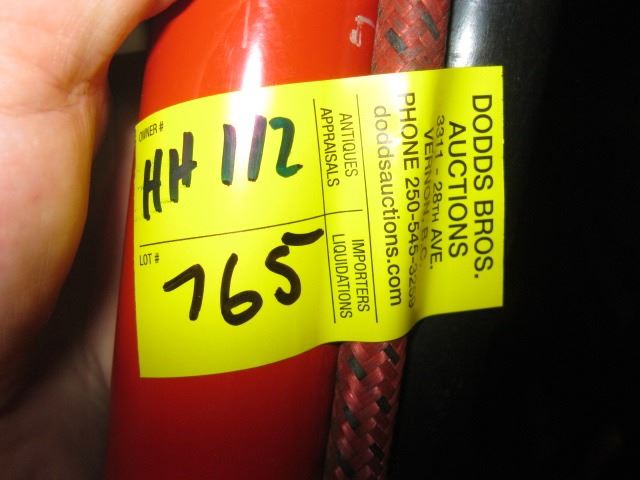 OWNER #
HH 112
LOT #
765
ANTIQUES
APPRAISALS
IMPORTERS
LIQUIDATIONS
DODDS BROS.
AUCTIONS
3311 - 28TH AVE.,
VERNON, B.C.
PHONE 250-545-3259
doddsauctions.com